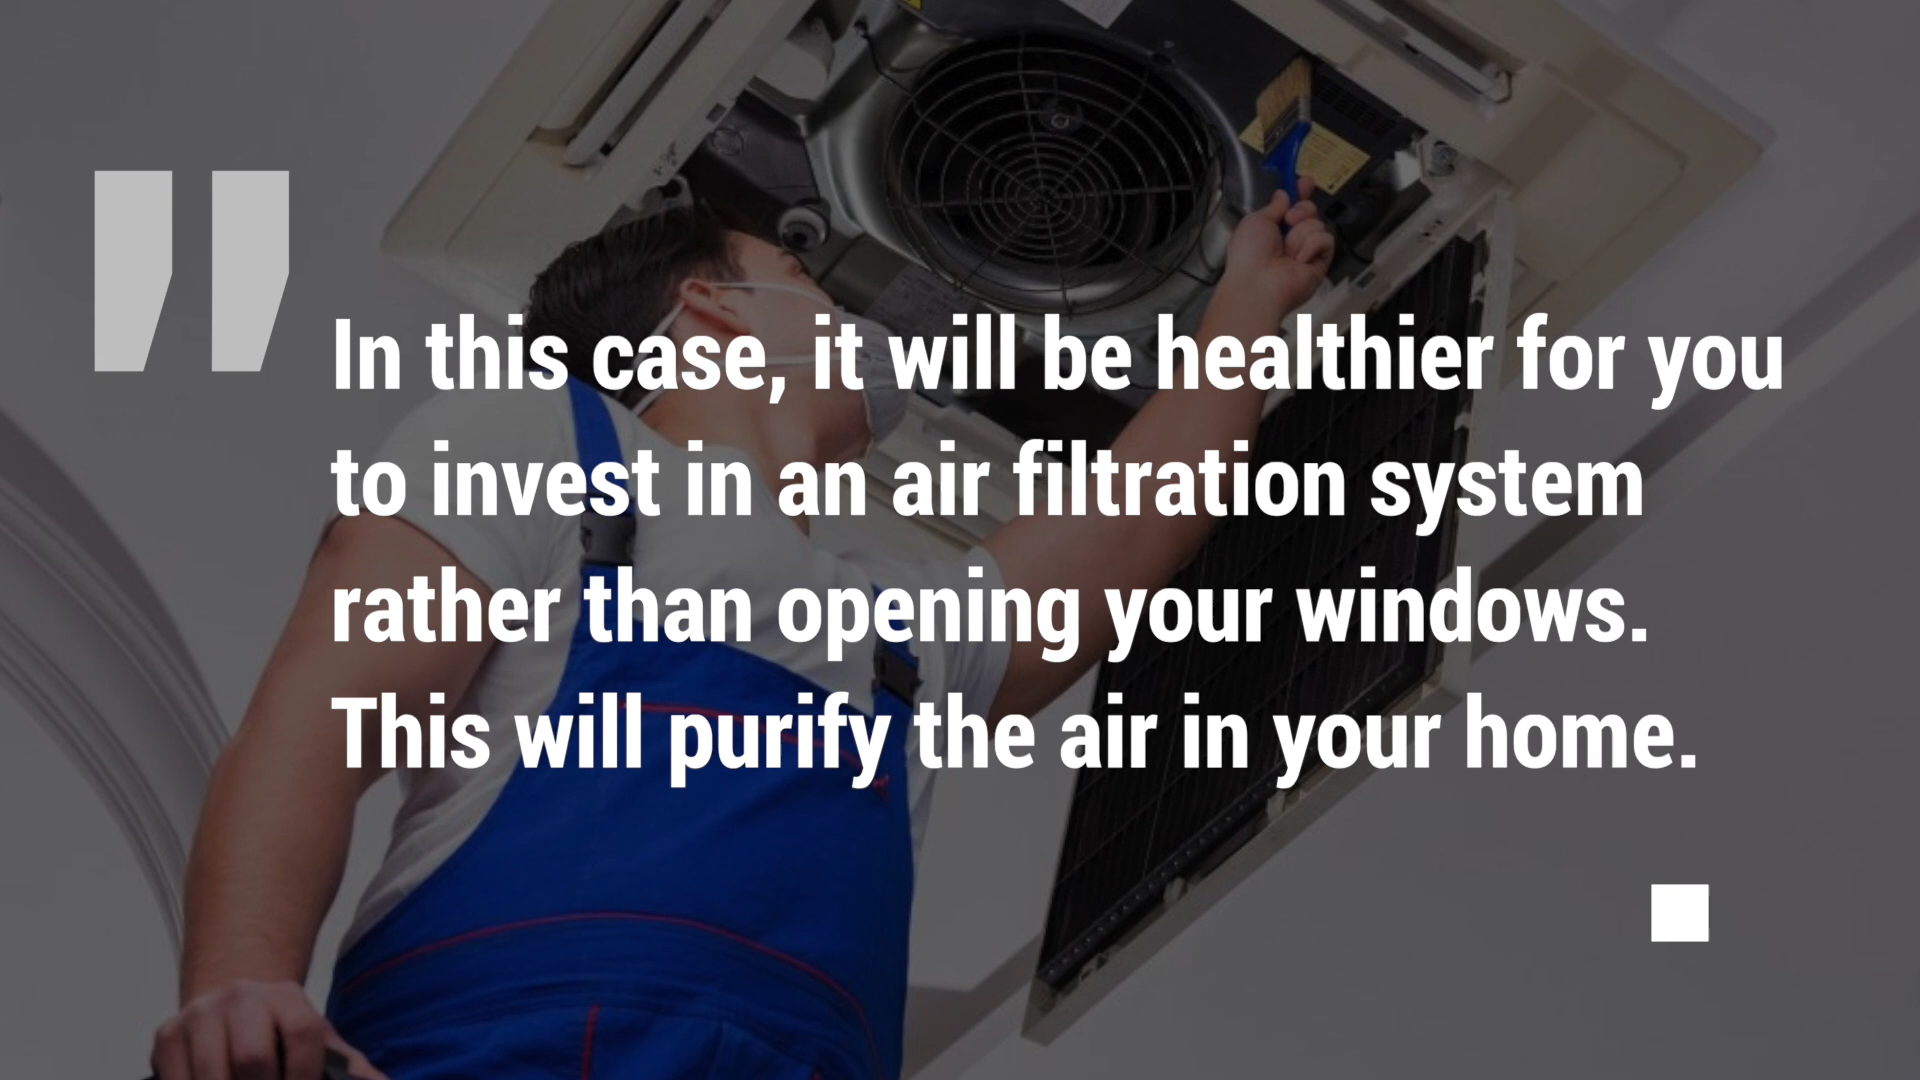 "
In this case, it will be healthier for you
to invest in an air filtration system
rather than opening your windows.
This will purify the air in your home.